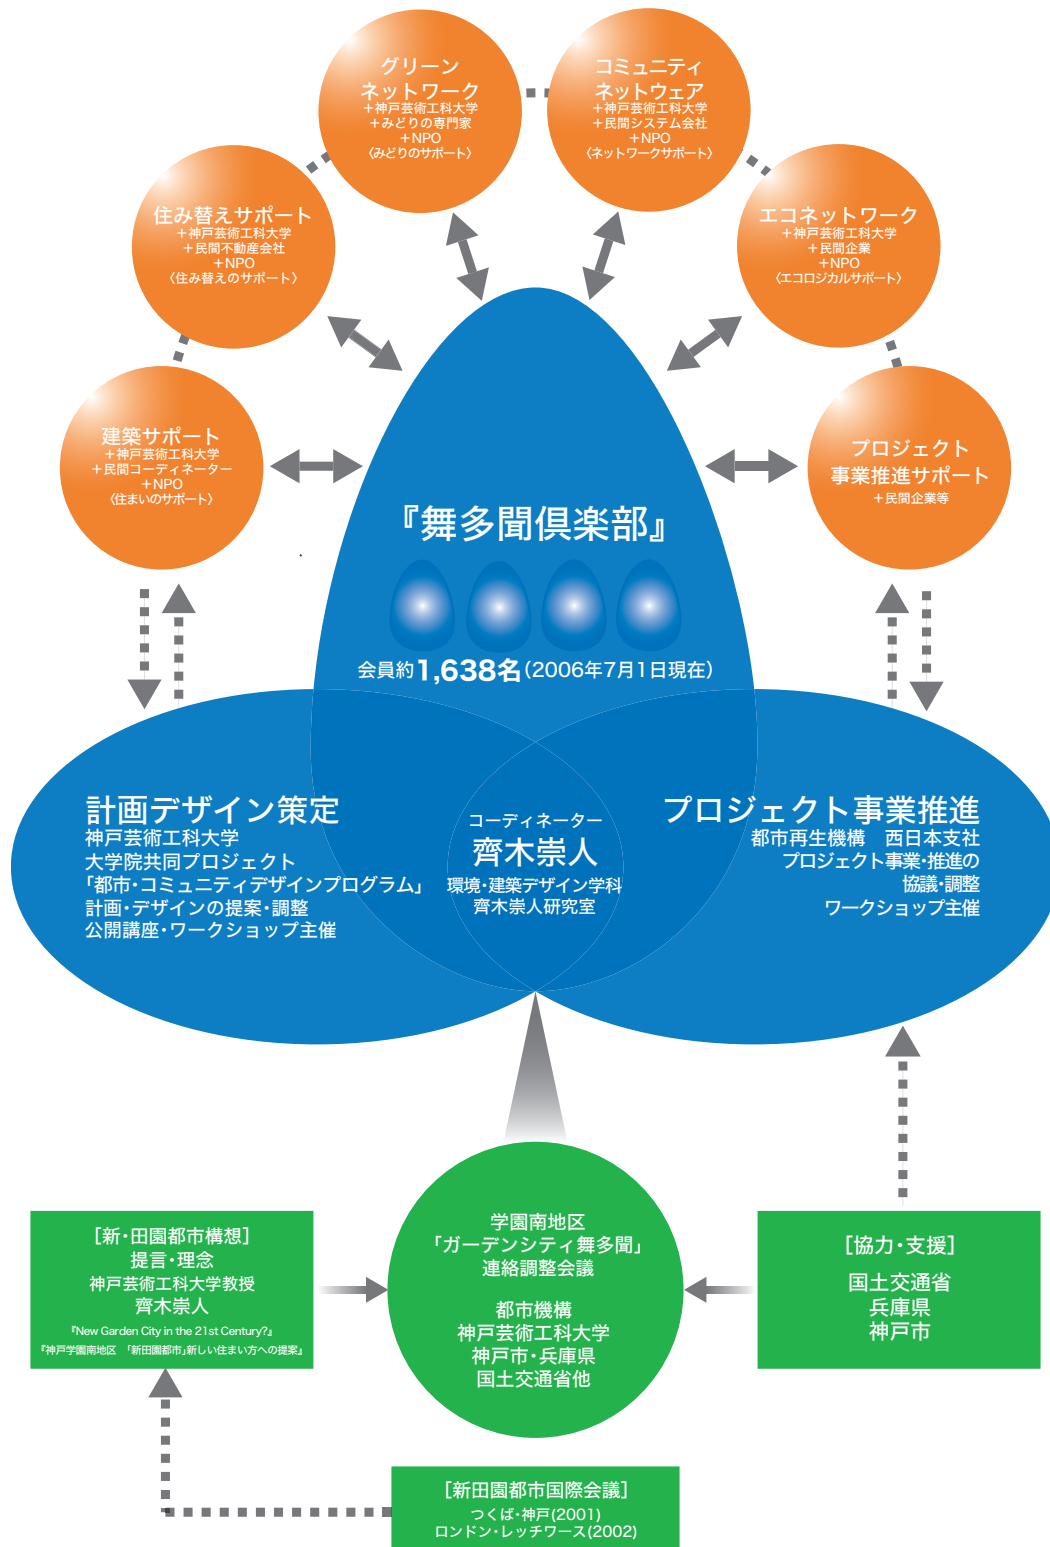 グリーン
ネットワーク
＋神戸芸術工科大学
＋みどりの専門家
＋NPO
〈みどりのサポート〉
コミュニティ
ネットウェア
＋神戸芸術工科大学
＋民間システム会社
＋NPO
〈ネットワークサポート〉
住み替えサポート
＋神戸芸術工科大学
＋民間不動産会社
＋NPO
〈住み替えのサポート〉
エコネットワーク
＋神戸芸術工科大学
＋民間企業
＋NPO
〈エコロジカルサポート〉
建築サポート
＋神戸芸術工科大学
＋民間コーディネーター
＋NPO
〈住まいのサポート〉
プロジェクト
事業推進サポート
＋民間企業等
『舞多聞倶楽部』
会員約1,638名（2006年7月1日現在）
計画デザイン策定
神戸芸術工科大学
大学院共同プロジェクト
「都市・コミュニティデザインプログラム」
計画・デザインの提案・調整
公開講座・ワークショップ主催
コーディネーター
齊木崇人
環境・建築デザイン学科
齊木崇人研究室
プロジェクト事業推進
都市再生機構　西日本支社
プロジェクト事業・推進の
協議・調整
ワークショップ主催
［新・田園都市構想］
提言・理念
神戸芸術工科大学教授
齊木崇人
『New Garden City in the 21st Century?』
『神戸学園南地区　「新田園都市」新しい住まい方への提案』
学園南地区
「ガーデンシティ舞多聞」
連絡調整会議
都市機構
神戸芸術工科大学
神戸市・兵庫県
国土交通省他
［協力・支援］
国土交通省
兵庫県
神戸市
［新田園都市国際会議］
つくば・神戸(2001)
ロンドン・レッチワース(2002)